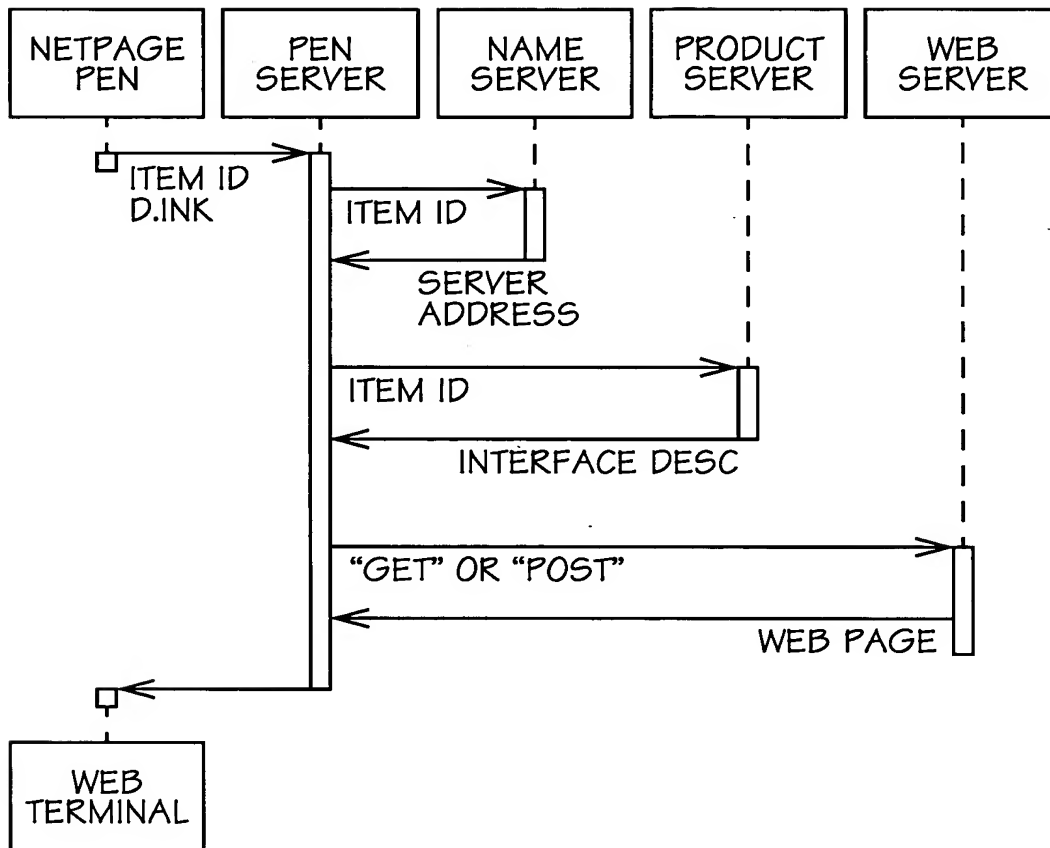 NETPAGE
PEN
PEN
SERVER
NAME
SERVER
PRODUCT
SERVER
WEB
SERVER
ITEM ID
D.INK
ITEM ID
SERVER
ADDRESS
ITEM ID
INTERFACE DESC
“GET” OR “POST”
WEB PAGE
WEB
TERMINAL